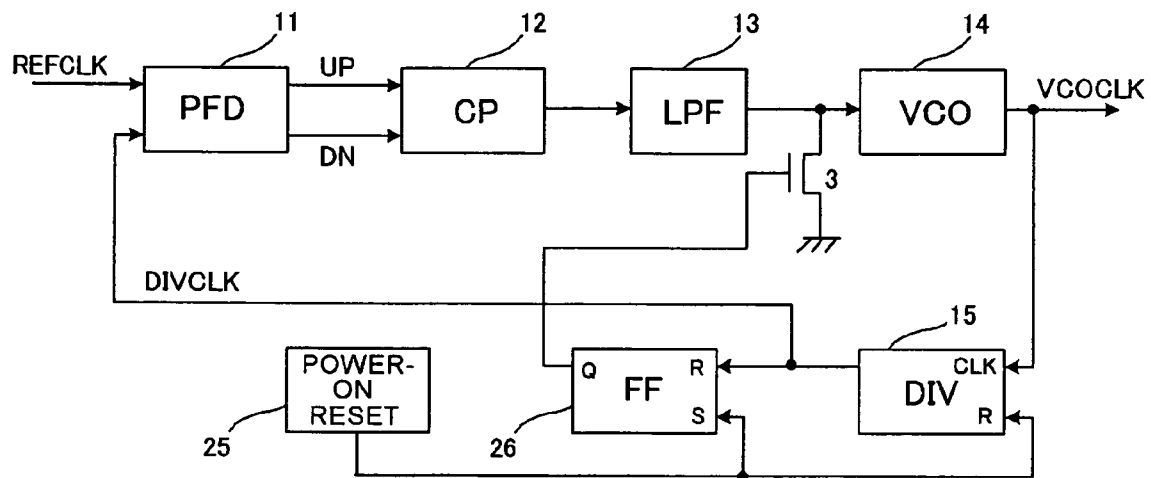 11
12
13
14
REFCLK
UP
VCOCLK
PFD
CP
LPF
VCO
DN
3
DIVCLK
15
POWER-
ON
RESET
Q
R
FF
S
CLK
DIV
R
25
26